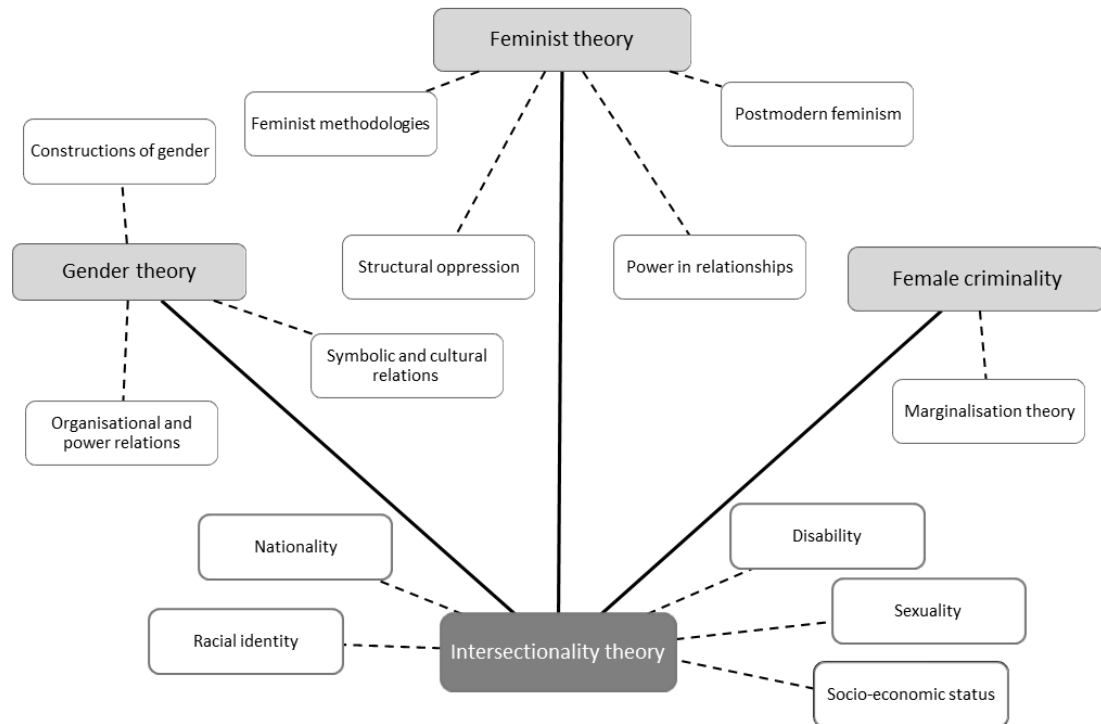 Feminist theory
Feminist methodologies
Postmodern feminism
Constructions of gender
Gender theory
Structural oppression
Power in relationships
Female criminality
Symbolic and cultural
relations
Organisational and
power relations
Marginalisation theory
Nationality
Disability
Racial identity
Intersectionality theory
Sexuality
Socio-economic status